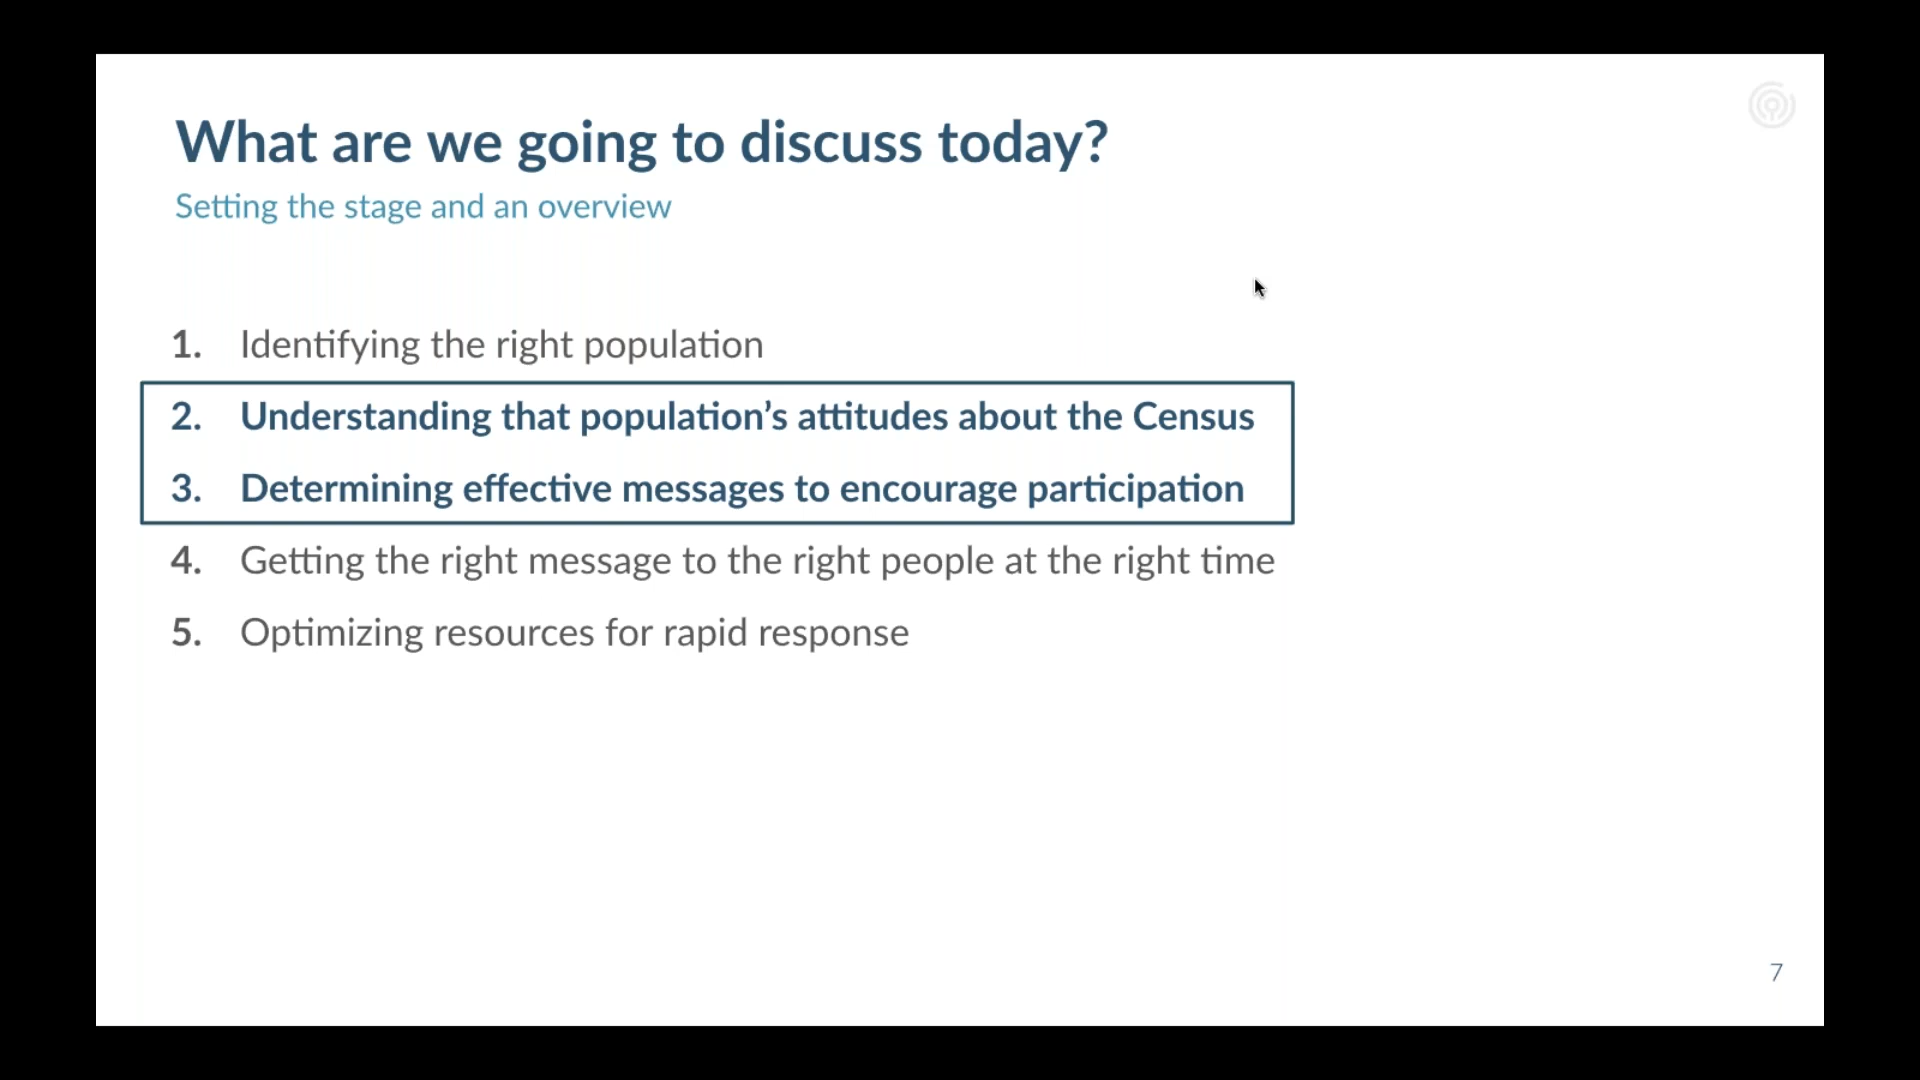 What are we going to discuss today?
Setting the stage and an overview
1. Identifying the right population
2. Understanding that population’s attitudes about the Census
3. Determining effective messages to encourage participation
4. Getting the right message to the right people at the right time
5. Optimizing resources for rapid response
7